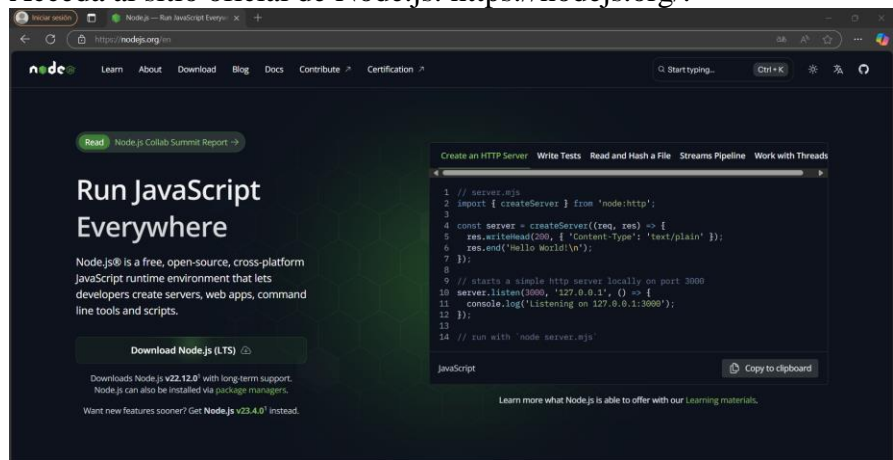 Acceda al sitio oficial de Node.js: https://nodejs.org/.
Iniciar sesión
Node.js — Run JavaScript Everyw
https://nodejs.org/en
node
Learn About Download Blog Docs Contribute ↗ Certification ↗
Start typing... Ctrl+K
Read Node.js Collab Summit Report →
Run JavaScript
Everywhere
Node.js® is a free, open-source, cross-platform
JavaScript runtime environment that lets
developers create servers, web apps, command
line tools and scripts.
Download Node.js (LTS)
Downloads Node.js v22.12.0¹ with long-term support.
Node.js can also be installed via package managers.
Want new features sooner? Get Node.js v23.4.0¹ instead.
Create an HTTP Server Write Tests Read and Hash a File Streams Pipeline Work with Threads
1 // server.mjs
2 import { createServer } from 'node:http';
3
4 const server = createServer((req, res) => {
5 res.writeHead(200, { 'Content-Type': 'text/plain' });
6 res.end('Hello World!\n');
7 });
8
9 // starts a simple http server locally on port 3000
10 server.listen(3000, '127.0.0.1', () => {
11 console.log('Listening on 127.0.0.1:3000');
12 });
13
14 // run with `node server.mjs`
JavaScript Copy to clipboard
Learn more what Node.js is able to offer with our Learning materials.